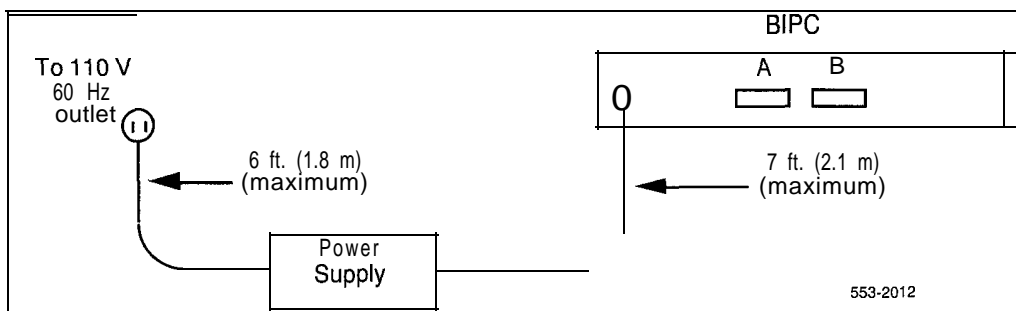 BIPC
To 110 V
60 Hz
outlet
A B
0
6 ft. (1.8 m)
(maximum)
7 ft. (2.1 m)
(maximum)
Power
Supply
553-2012